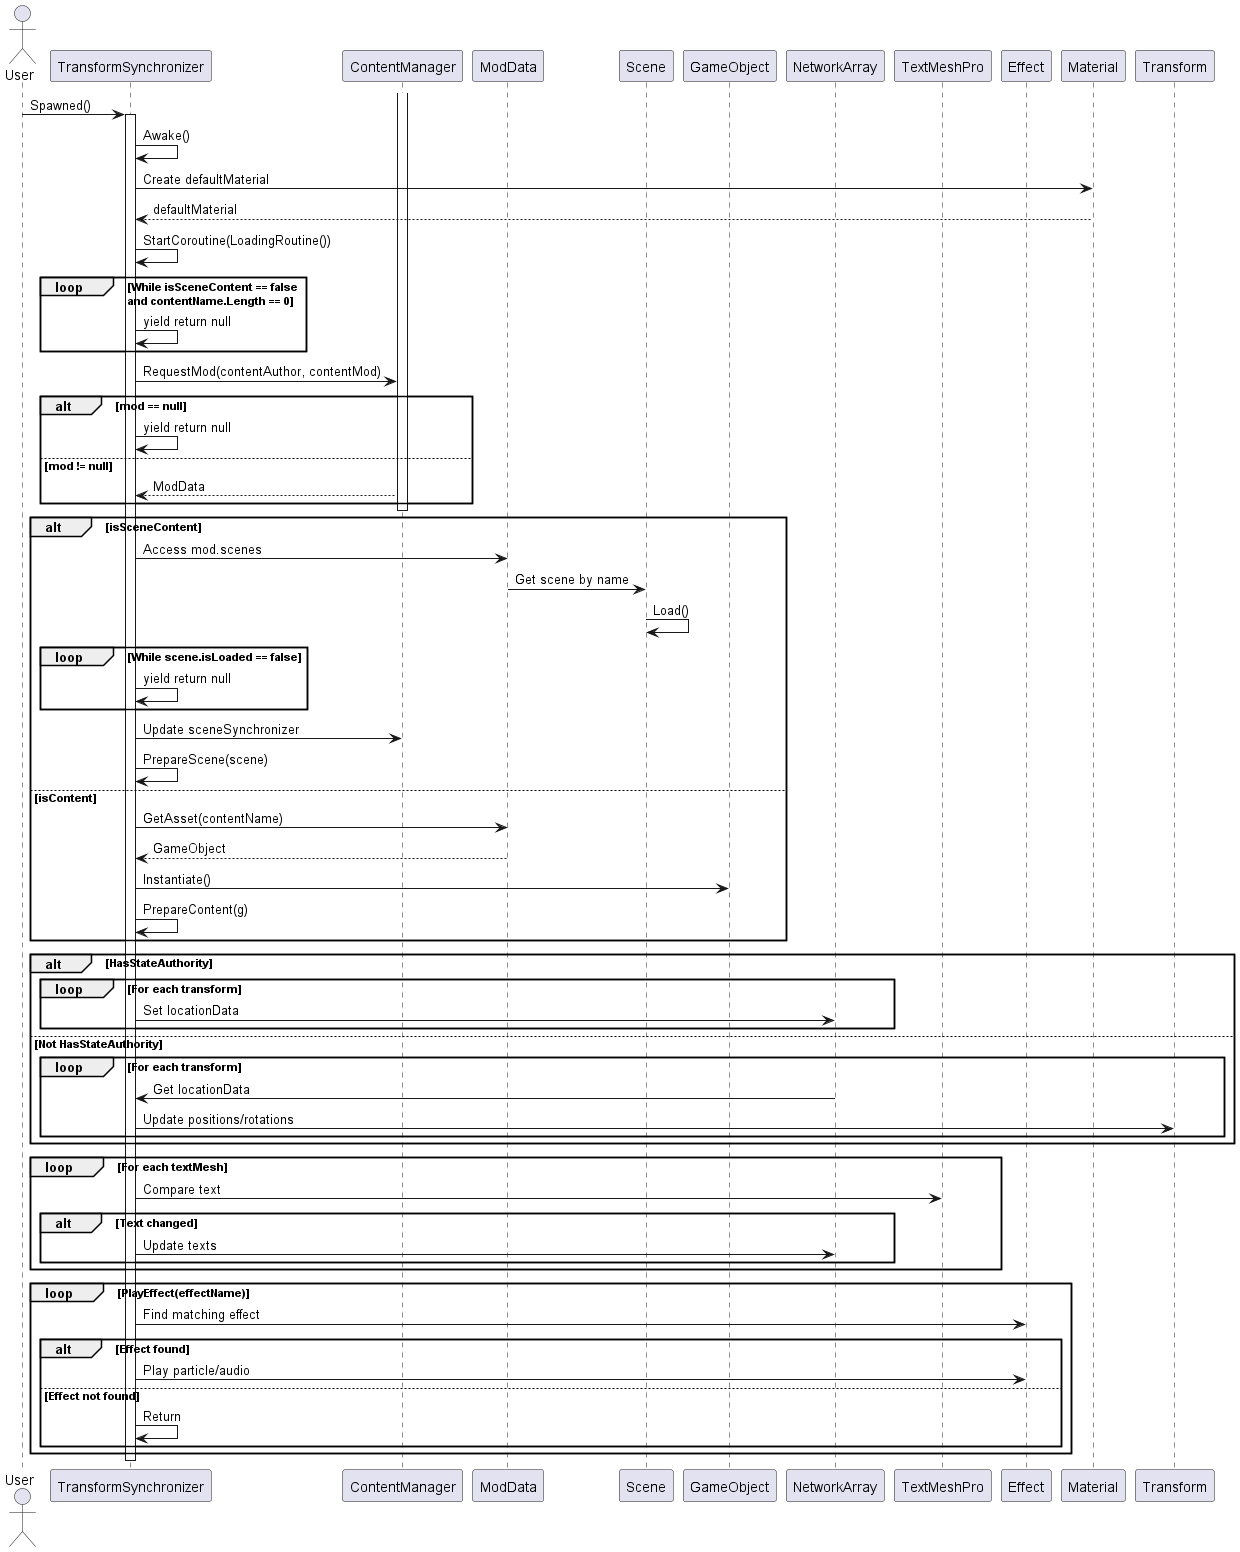 User
TransformSynchronizer
ContentManager
ModData
Scene
GameObject
NetworkArray
TextMeshPro
Effect
Material
Transform
Spawned()
Awake()
Create defaultMaterial
defaultMaterial
StartCoroutine(LoadingRoutine())
loop
[While isSceneContent == false
and contentName.Length == 0]
yield return null
RequestMod(contentAuthor, contentMod)
alt
[mod == null]
yield return null
[mod != null]
ModData
alt
[isSceneContent]
Access mod.scenes
Get scene by name
Load()
loop
[While scene.isLoaded == false]
yield return null
Update sceneSynchronizer
PrepareScene(scene)
[isContent]
GetAsset(contentName)
GameObject
Instantiate()
PrepareContent(g)
alt
[HasStateAuthority]
loop
[For each transform]
Set locationData
[Not HasStateAuthority]
loop
[For each transform]
Get locationData
Update positions/rotations
loop
[For each textMesh]
Compare text
alt
[Text changed]
Update texts
loop
[PlayEffect(effectName)]
Find matching effect
alt
[Effect found]
Play particle/audio
[Effect not found]
Return
User
TransformSynchronizer
ContentManager
ModData
Scene
GameObject
NetworkArray
TextMeshPro
Effect
Material
Transform